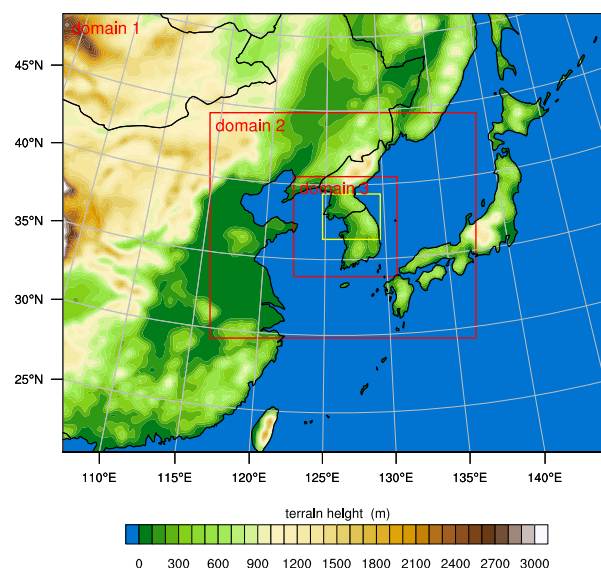 domain 1
45°N
domain 2
40°N
domain 3
35°N
30°N
25°N
110°E 115°E 120°E 125°E 130°E 135°E 140°E
terrain height (m)
0 300 600 900 1200 1500 1800 2100 2400 2700 3000